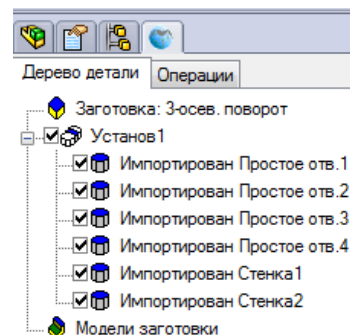 Дерево детали Операции
Заготовка: 3-осев. поворот
Установ1
Импортирован Простое отв.1
Импортирован Простое отв.2
Импортирован Простое отв.3
Импортирован Простое отв.4
Импортирован Стенка1
Импортирован Стенка2
Модели заготовки